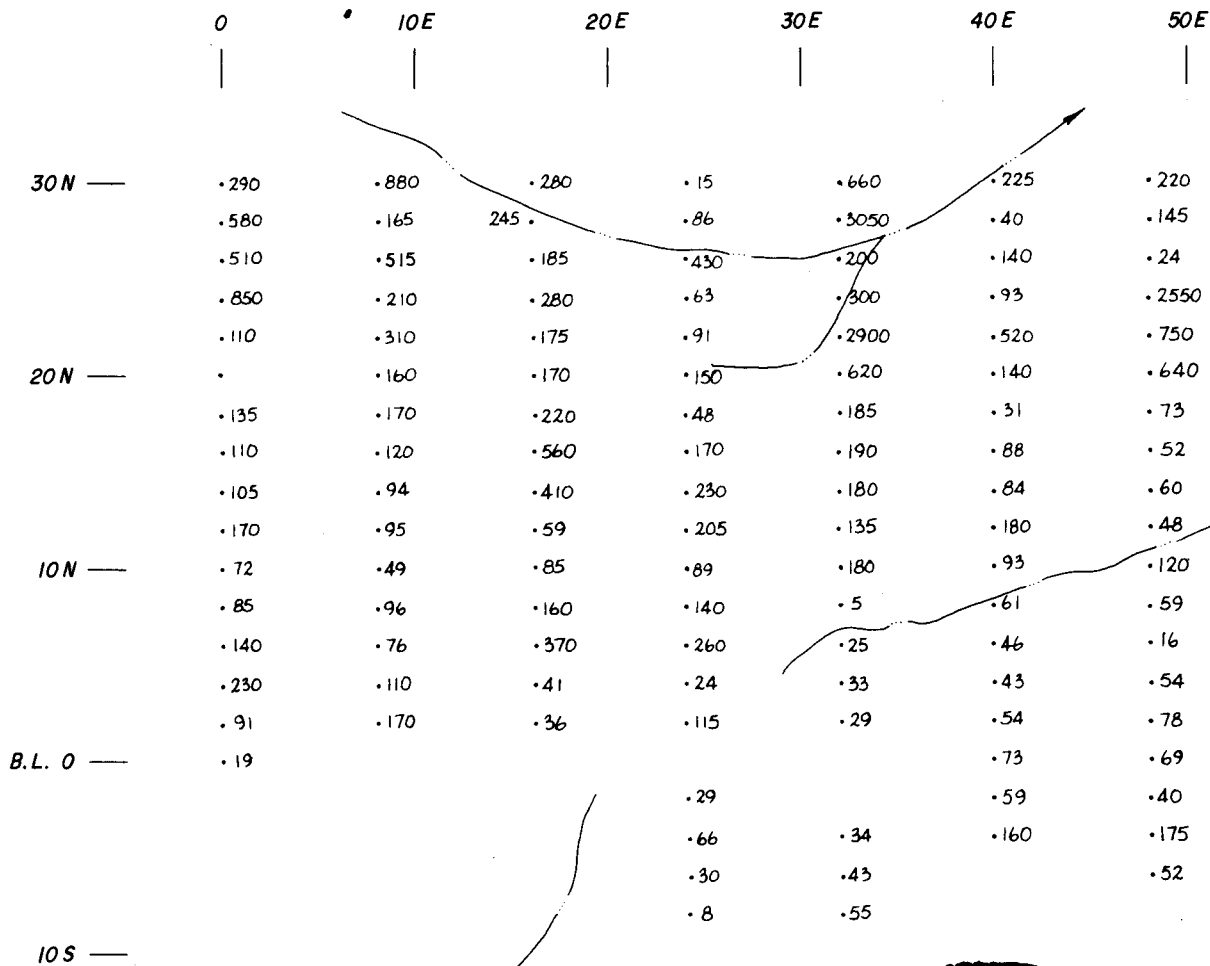 0 10E 20E 30E 40E 50E
30N .290 .880 .280 .15 .660 .225 .220
.580 .165 245. .86 .3050 .40 .145
.510 .515 .185 .430 .200 .140 .24
.850 .210 .280 .63 .300 .93 .2550
.110 .310 .175 .91 .2900 .520 .750
20N . .160 .170 .150 .620 .140 .640
.135 .170 .220 .48 .185 .31 .73
.110 .120 .560 .170 .190 .88 .52
.105 .94 .410 .230 .180 .84 .60
.170 .95 .59 .205 .135 .180 .48
10N .72 .49 .85 .89 .180 .93 .120
.85 .96 .160 .140 .5 .61 .59
.140 .76 .370 .260 .25 .46 .16
.230 .110 .41 .24 .33 .43 .54
.91 .170 .36 .115 .29 .54 .78
B.L. 0 .19 .73 .69
.29 .59 .40
.66 .34 .160 .175
.30 .43 .52
.8 .55
10S